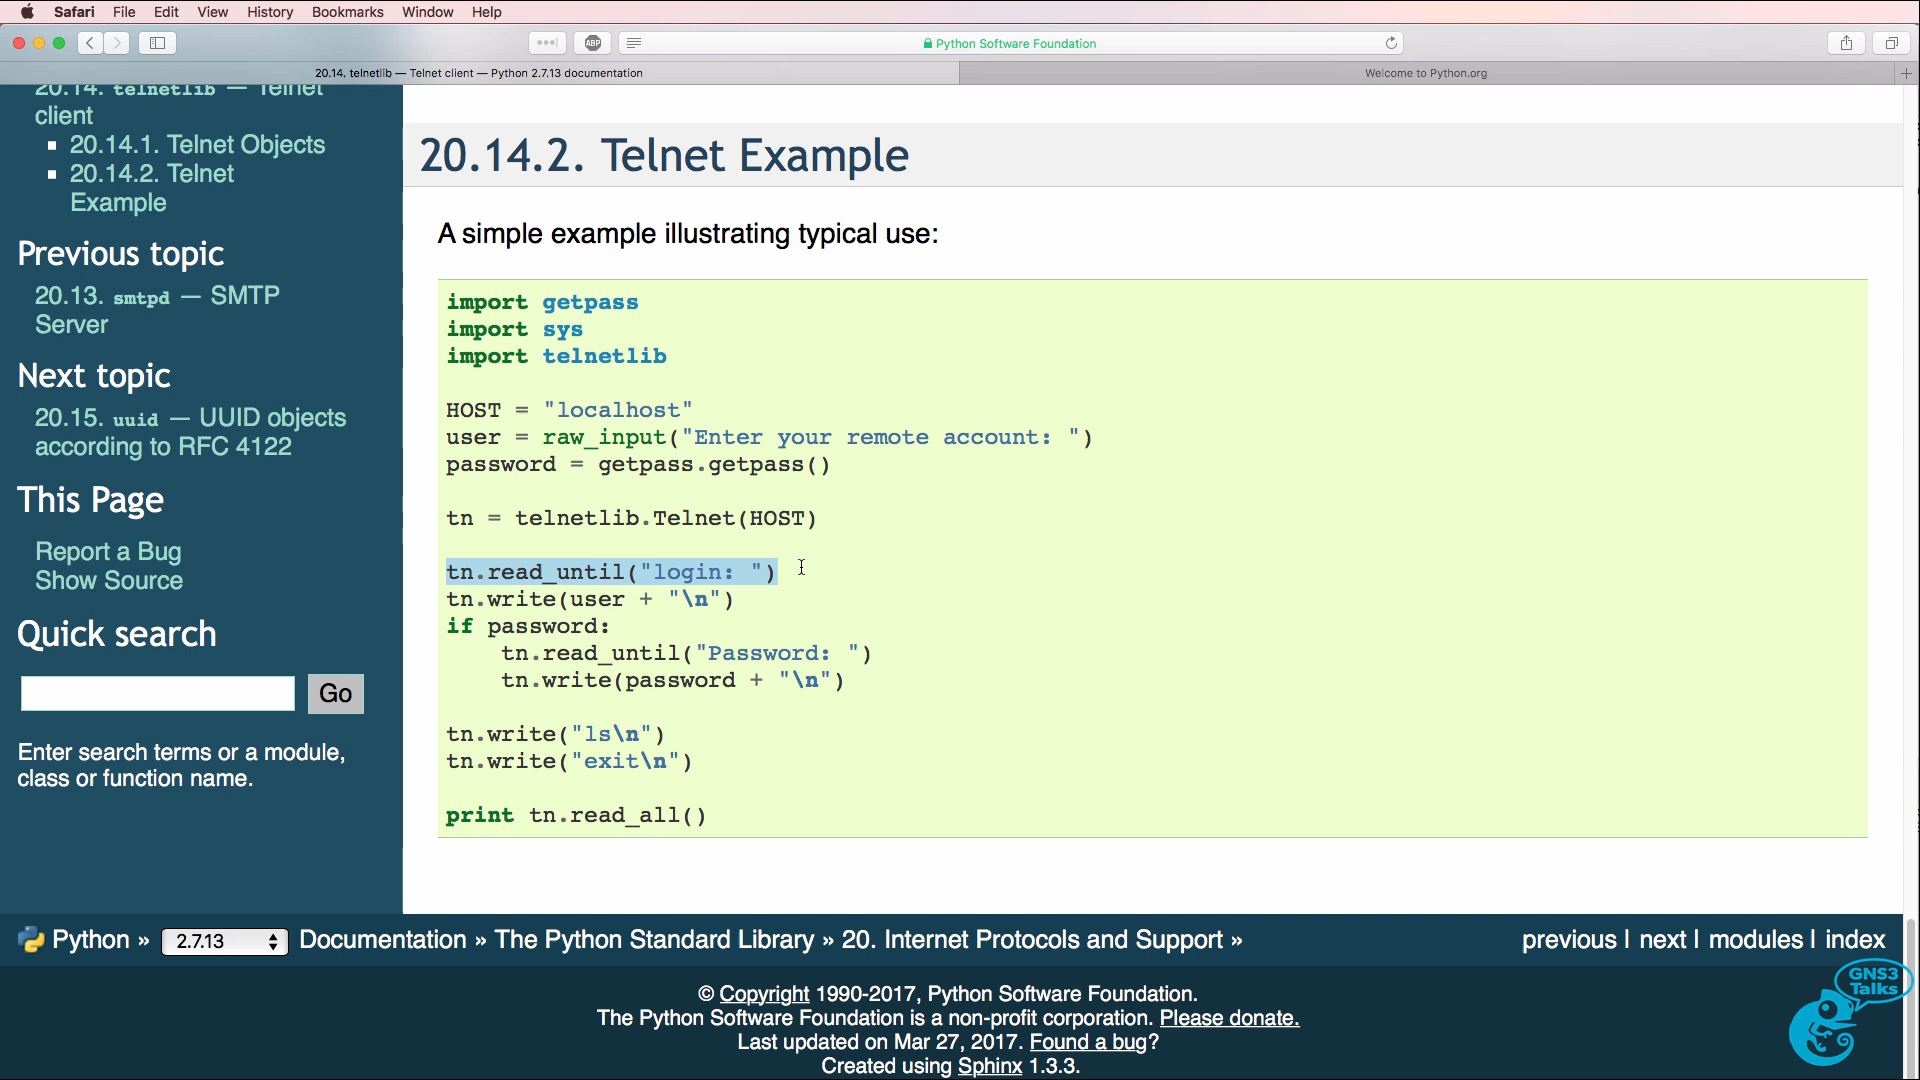 Safari File Edit View History Bookmarks Window Help
ABP
Python Software Foundation
20.14. telnetlib — Telnet client — Python 2.7.13 documentation
Welcome to Python.org
20.14. telnetlib — Telnet
client
20.14.1. Telnet Objects
20.14.2. Telnet
Example
Previous topic
20.13. smtpd — SMTP
Server
Next topic
20.15. uuid — UUID objects
according to RFC 4122
This Page
Report a Bug
Show Source
Quick search
Go
Enter search terms or a module,
class or function name.
20.14.2. Telnet Example
A simple example illustrating typical use:
import getpass
import sys
import telnetlib
HOST = "localhost"
user = raw_input("Enter your remote account: ")
password = getpass.getpass()
tn = telnetlib.Telnet(HOST)
tn.read_until("login: ")
tn.write(user + "\n")
if password:
    tn.read_until("Password: ")
    tn.write(password + "\n")
tn.write("ls\n")
tn.write("exit\n")
print tn.read_all()
Python » 2.7.13 Documentation » The Python Standard Library » 20. Internet Protocols and Support »
previous | next | modules | index
© Copyright 1990-2017, Python Software Foundation.
The Python Software Foundation is a non-profit corporation. Please donate.
Last updated on Mar 27, 2017. Found a bug?
Created using Sphinx 1.3.3.
GNS3
Talks